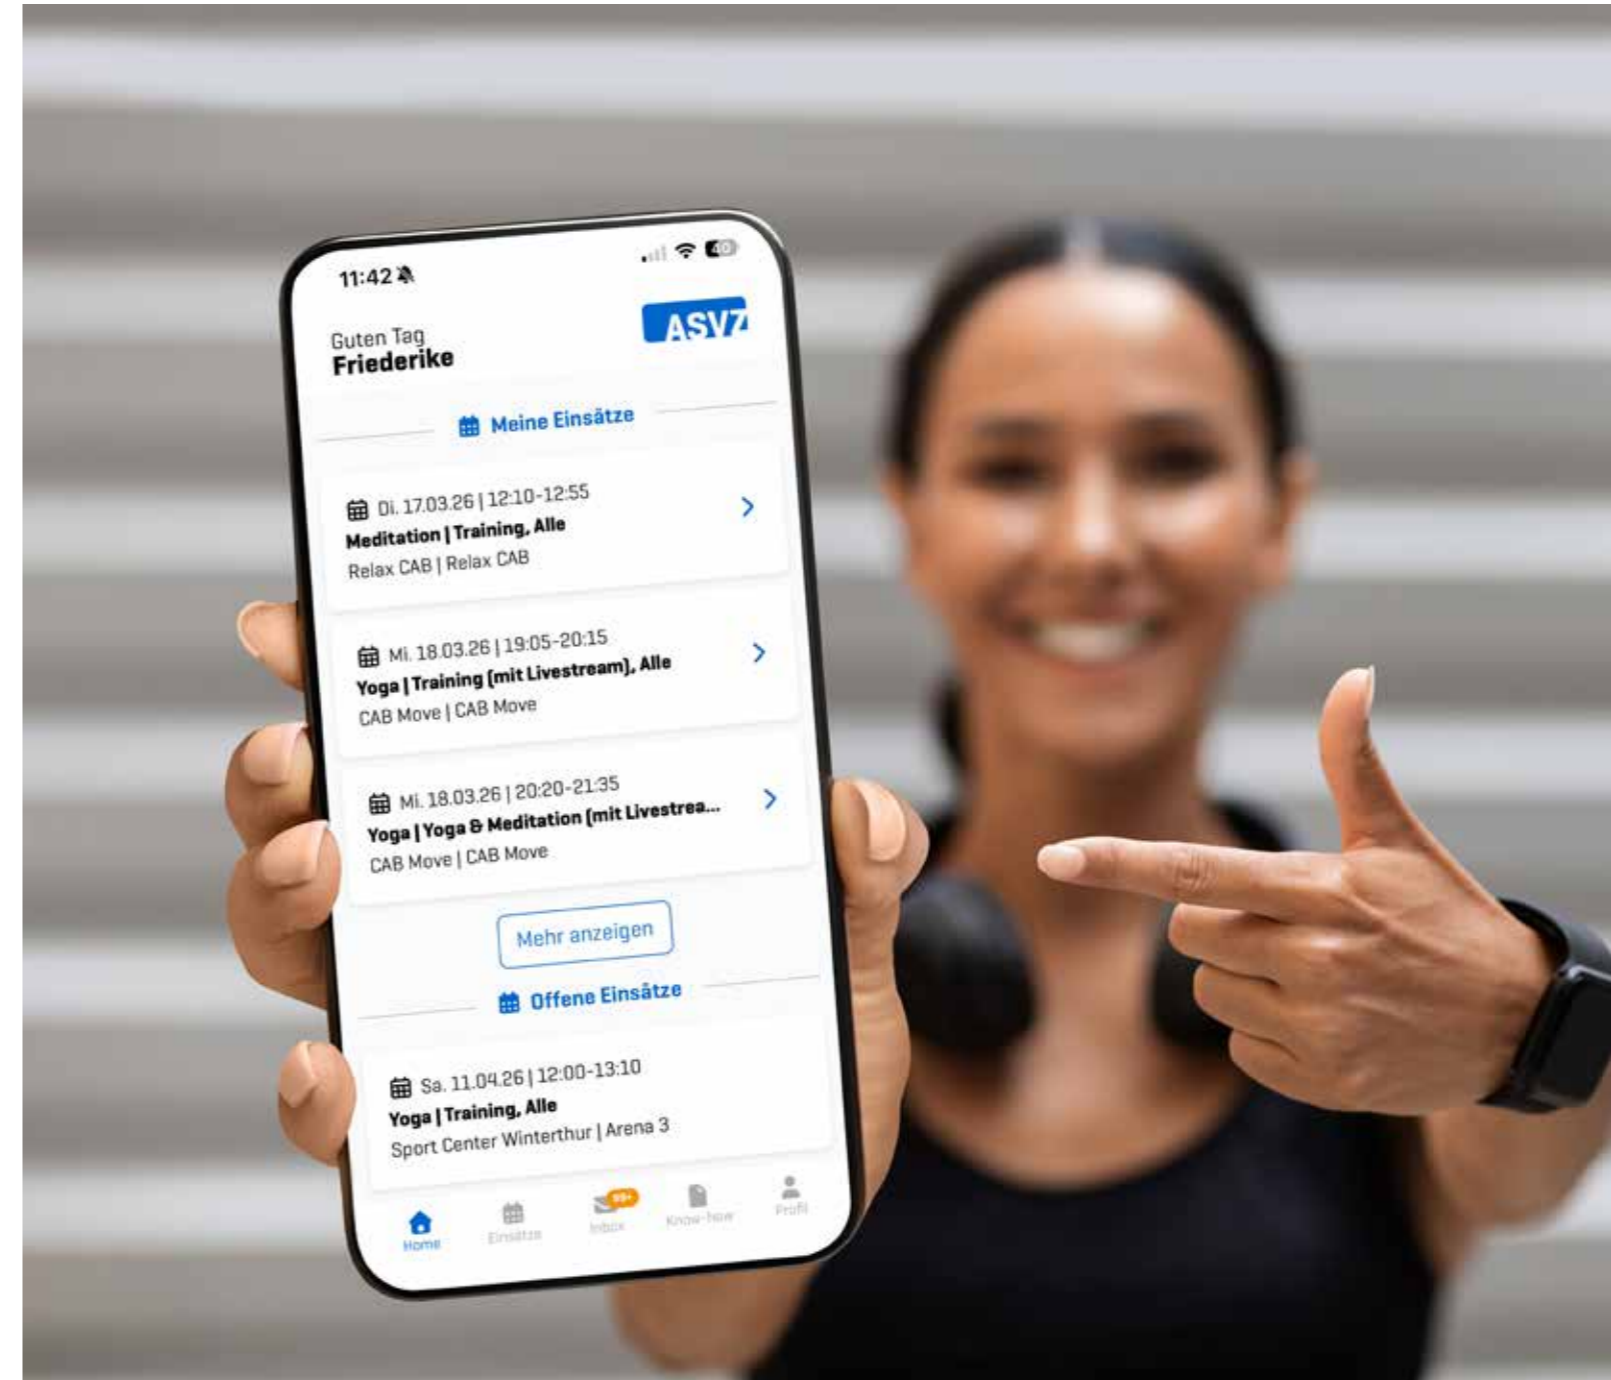 11:42
40
Guten Tag
Friederike
ASVZ
Meine Einsätze
Di. 17.03.26 | 12:10-12:55
Meditation | Training, Alle
Relax CAB | Relax CAB
Mi. 18.03.26 | 19:05-20:15
Yoga | Training (mit Livestream), Alle
CAB Move | CAB Move
Mi. 18.03.26 | 20:20-21:35
Yoga | Yoga & Meditation (mit Livestrea...
CAB Move | CAB Move
Mehr anzeigen
Offene Einsätze
Sa. 11.04.26 | 12:00-13:10
Yoga | Training, Alle
Sport Center Winterthur | Arena 3
99+
Home Einsätze Inbox Know-how Profil